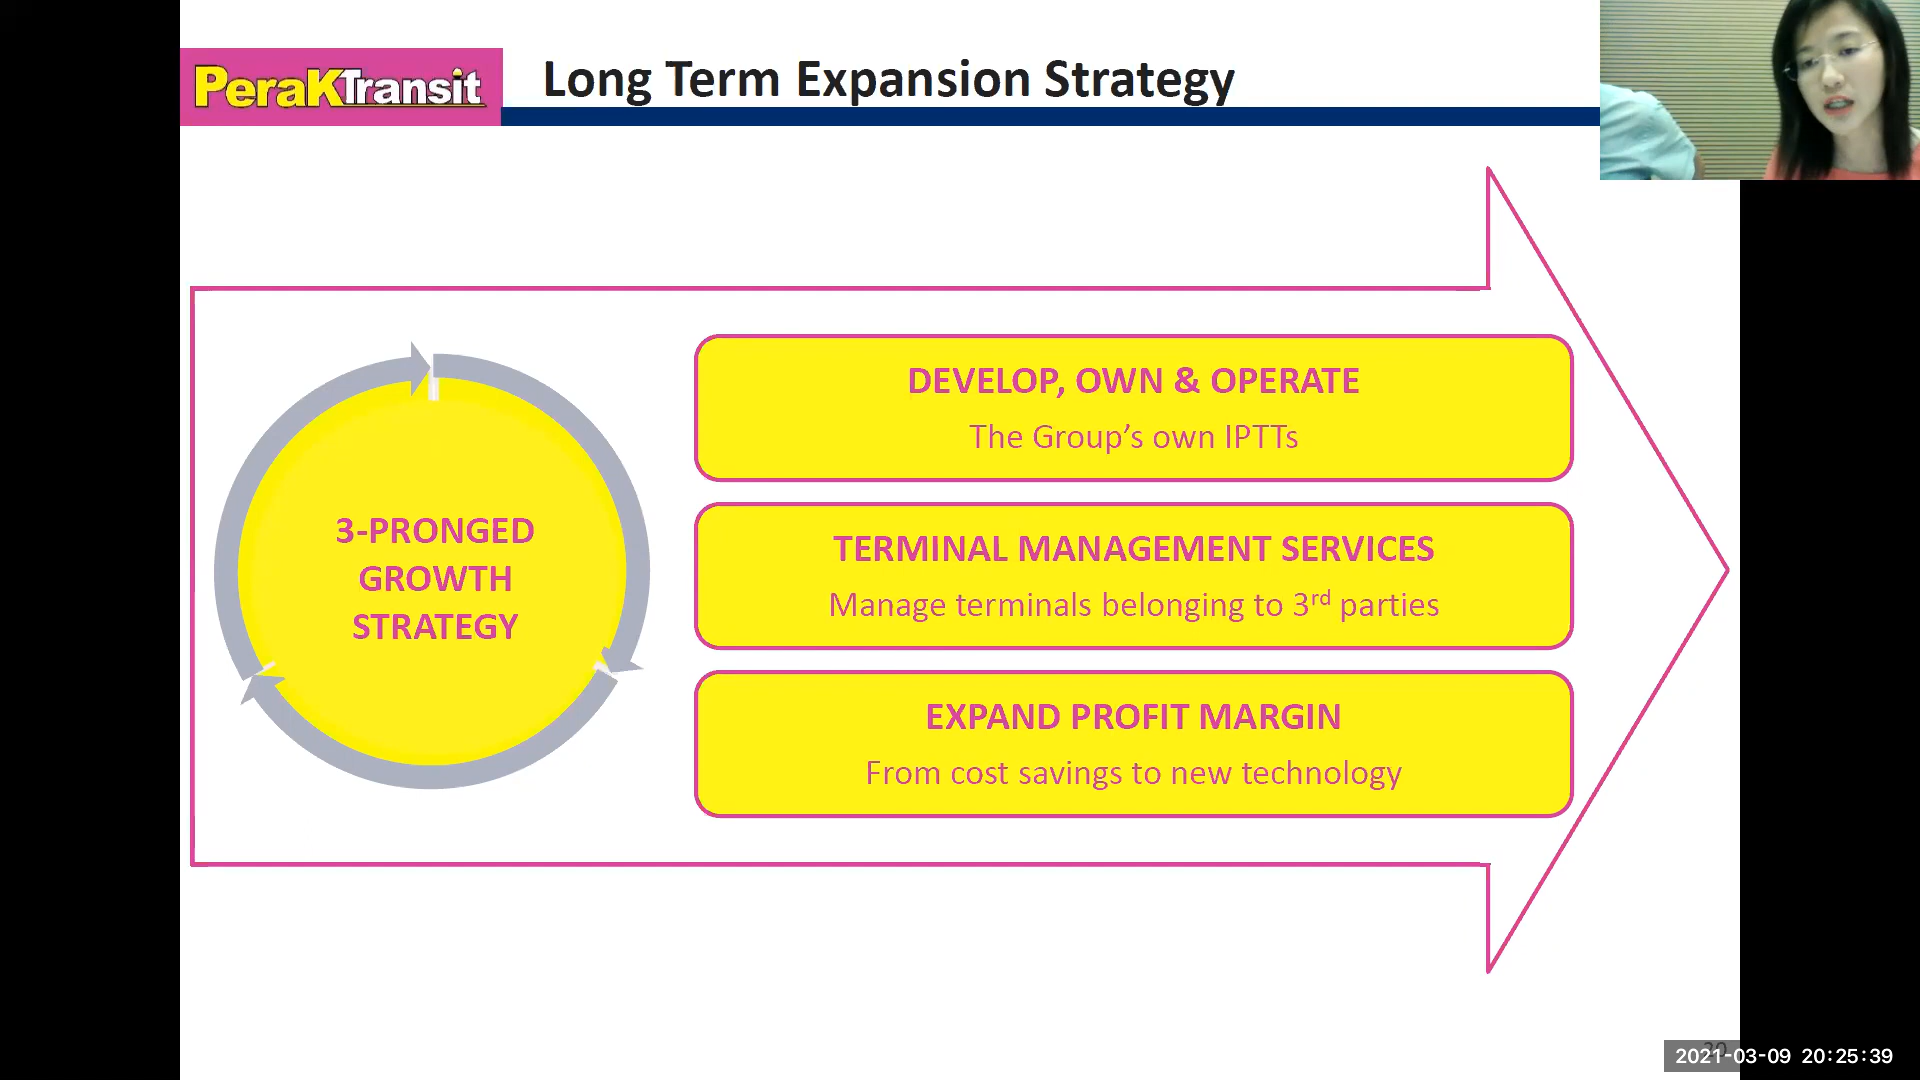 PeraKTransit
Long Term Expansion Strategy
3-PRONGED
GROWTH
STRATEGY
DEVELOP, OWN & OPERATE
The Group’s own IPTTs
TERMINAL MANAGEMENT SERVICES
Manage terminals belonging to 3rd parties
EXPAND PROFIT MARGIN
From cost savings to new technology
2021-03-09 20:25:39